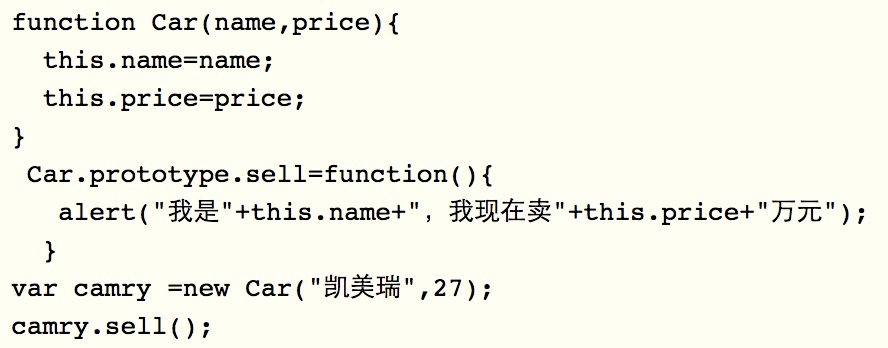 function Car(name,price){
  this.name=name;
  this.price=price;
}
 Car.prototype.sell=function(){
   alert("我是"+this.name+"，我现在卖"+this.price+"万元");
  }
var camry =new Car("凯美瑞",27);
camry.sell();